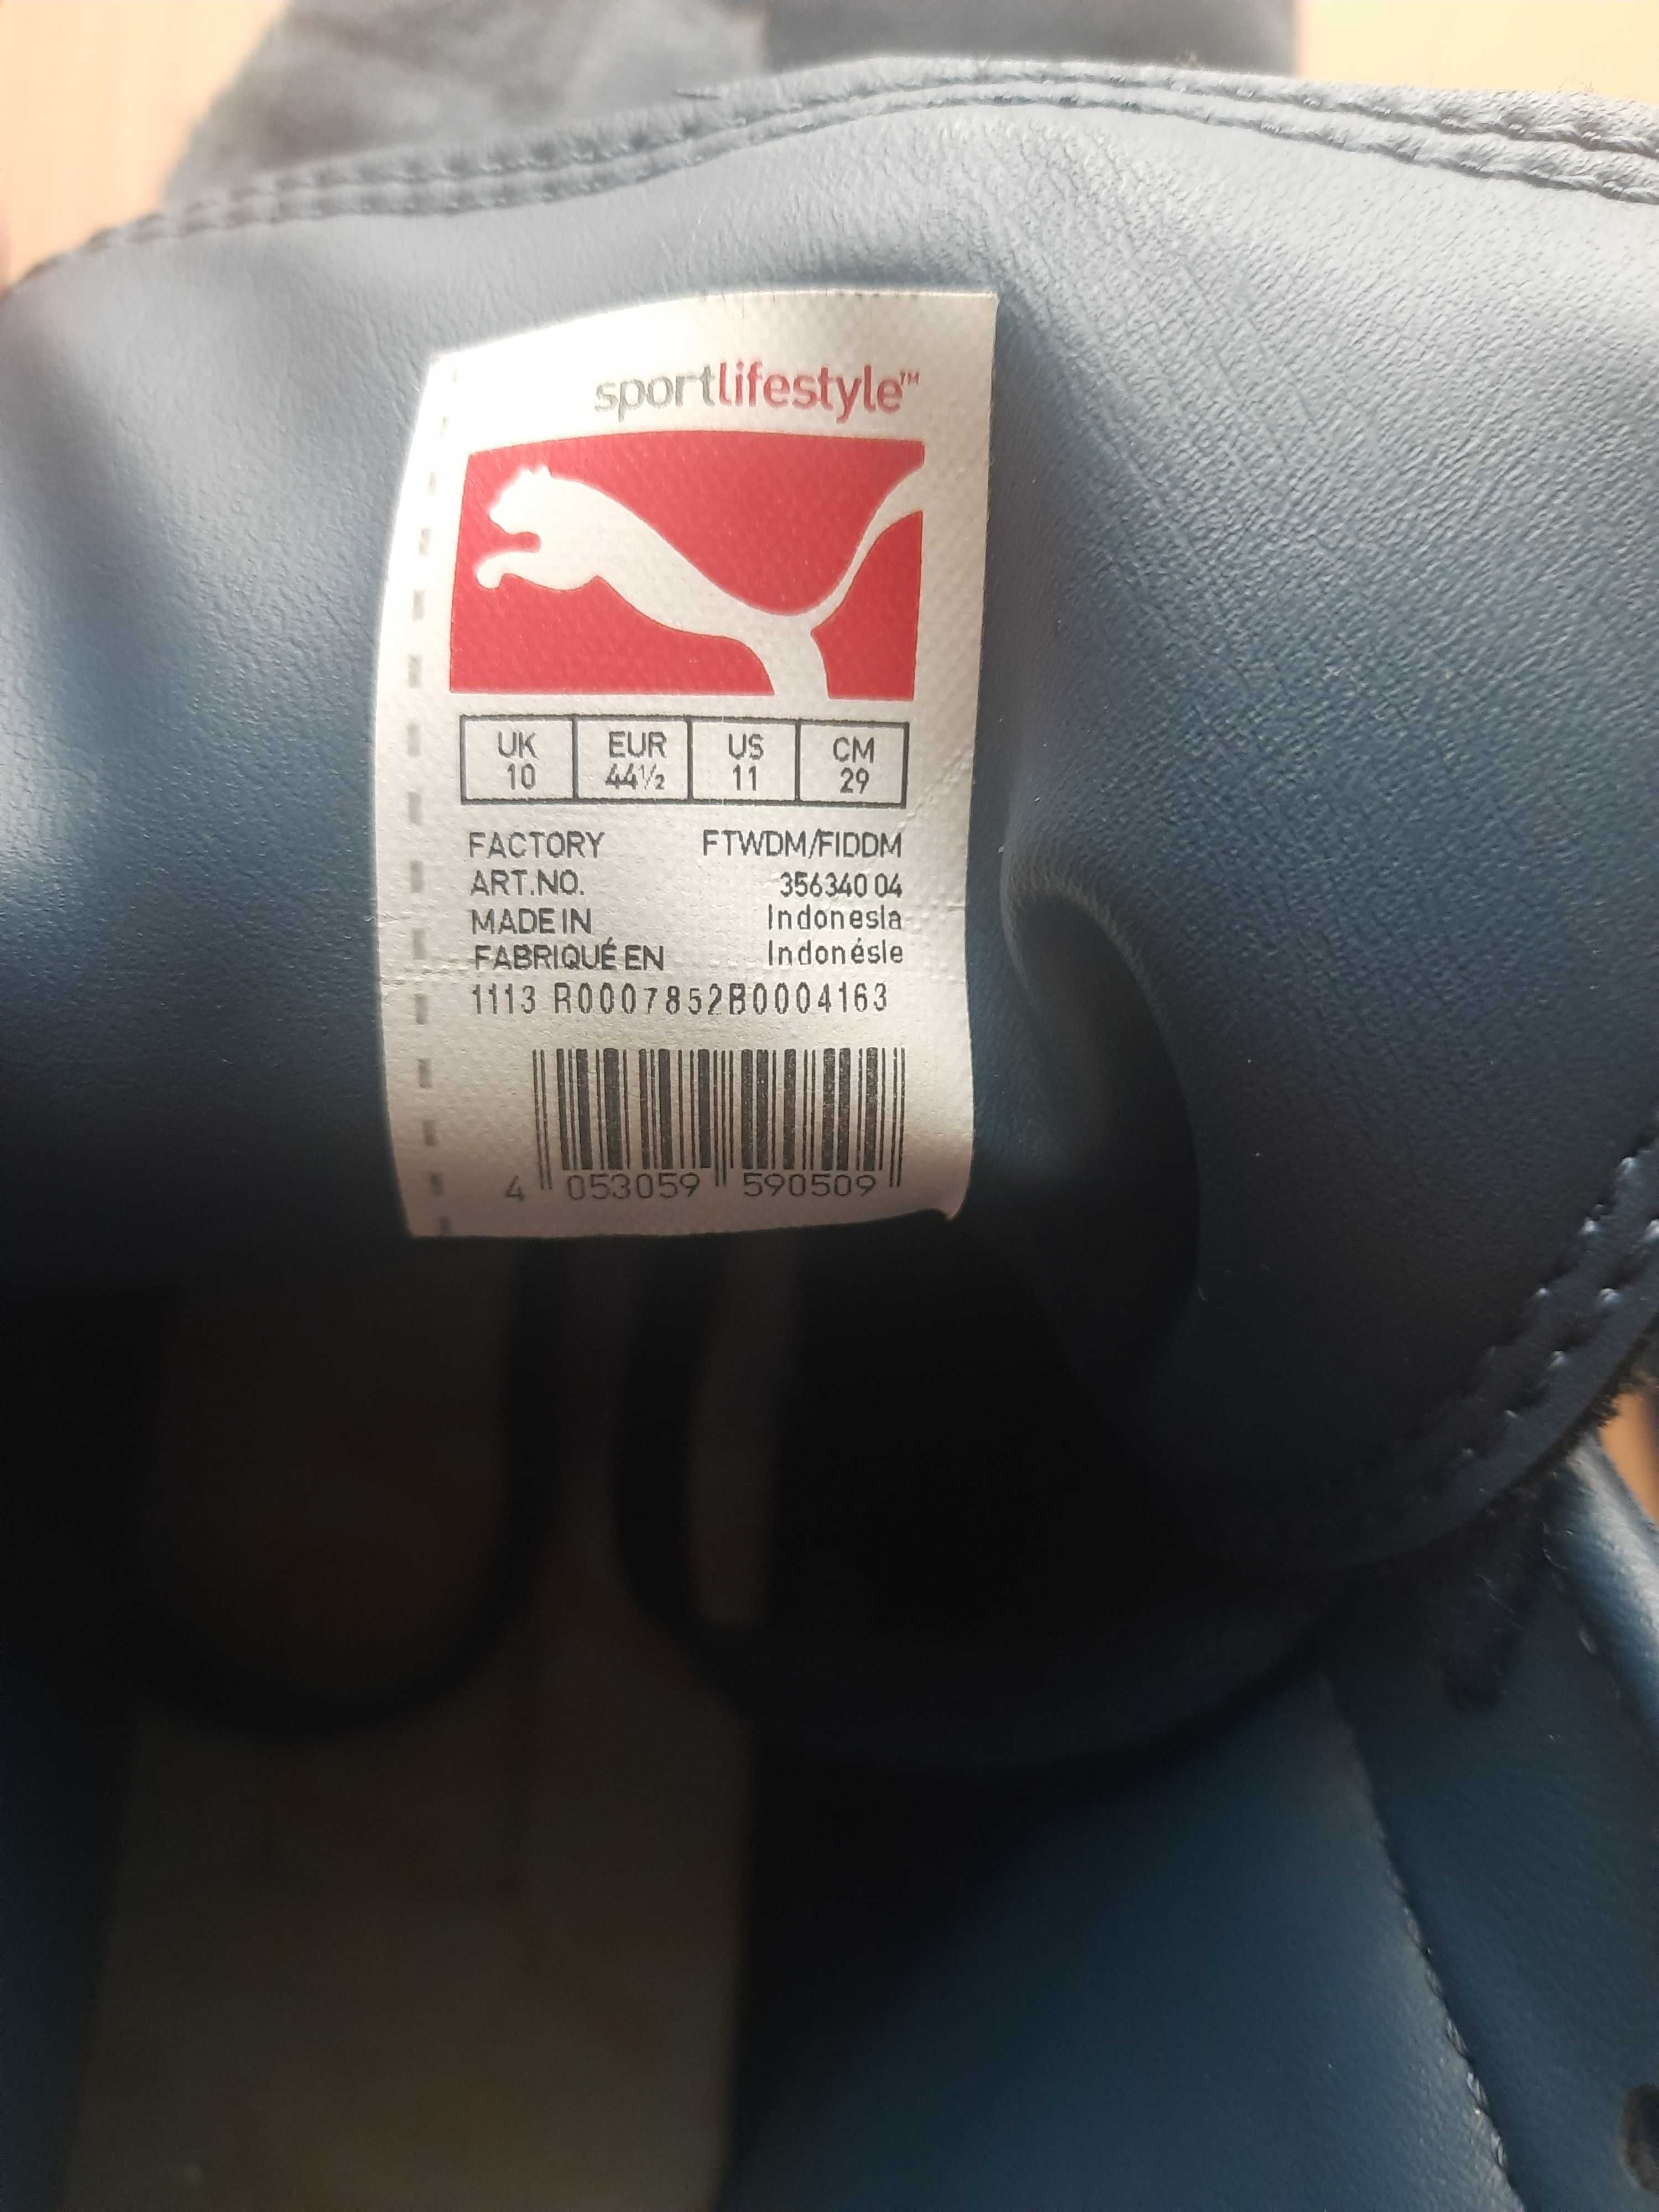 sportlifestyle™
UK EUR US CM
10 44½ 11 29
FACTORY FTWDM/FIDDM
ART.NO. 356340 04
MADE IN Indonesia
FABRIQUÉ EN Indonésie
1113 R0007852B0004163
4 053059 590509